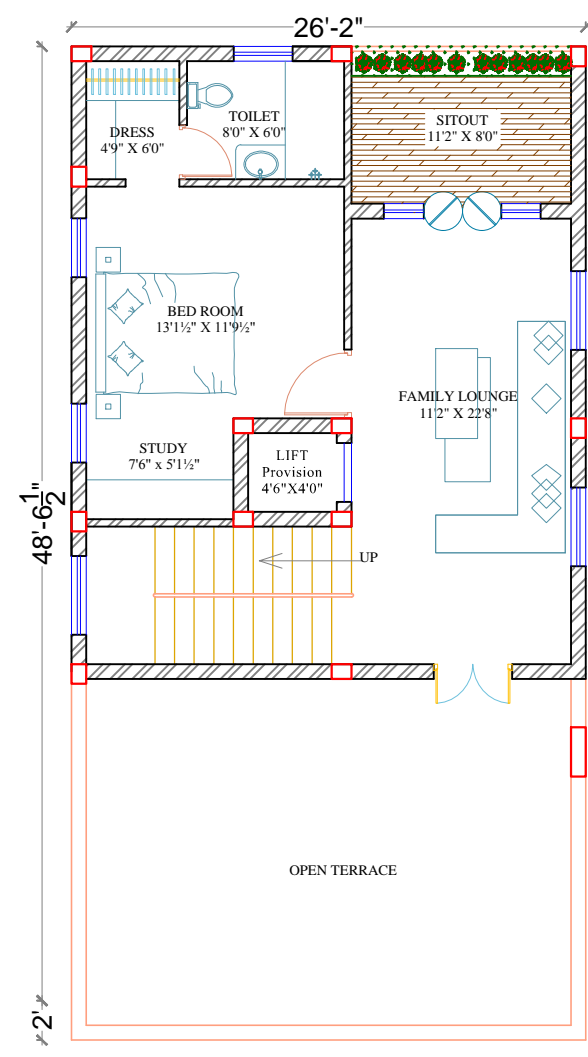 26'-2"
TOILET
8'0" X 6'0"
SITOUT
11'2" X 8'0"
DRESS
4'9" X 6'0"
BED ROOM
13'1½" X 11'9½"
FAMILY LOUNGE
11'2" X 22'8"
STUDY
7'6" x 5'1½"
LIFT
Provision
4'6"X4'0"
48'-6½"
UP
OPEN TERRACE
2'